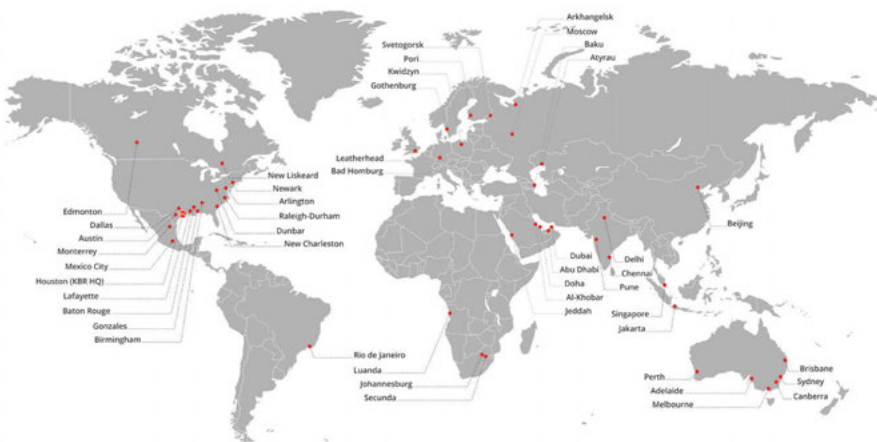 Arkhangelsk
Moscow
Baku
Atyrau
Svetogorsk
Pori
Kwidzyn
Gothenburg
Leatherhead
Bad Homburg
New Liskeard
Newark
Arlington
Raleigh-Durham
Dunbar
New Charleston
Edmonton
Dallas
Austin
Monterrey
Mexico City
Houston (KBR HQ)
Lafayette
Baton Rouge
Gonzales
Birmingham
Beijing
Dubai
Abu Dhabi
Doha
Al-Khobar
Jeddah
Delhi
Chennai
Pune
Singapore
Jakarta
Rio de Janeiro
Luanda
Johannesburg
Secunda
Perth
Adelaide
Melbourne
Brisbane
Sydney
Canberra